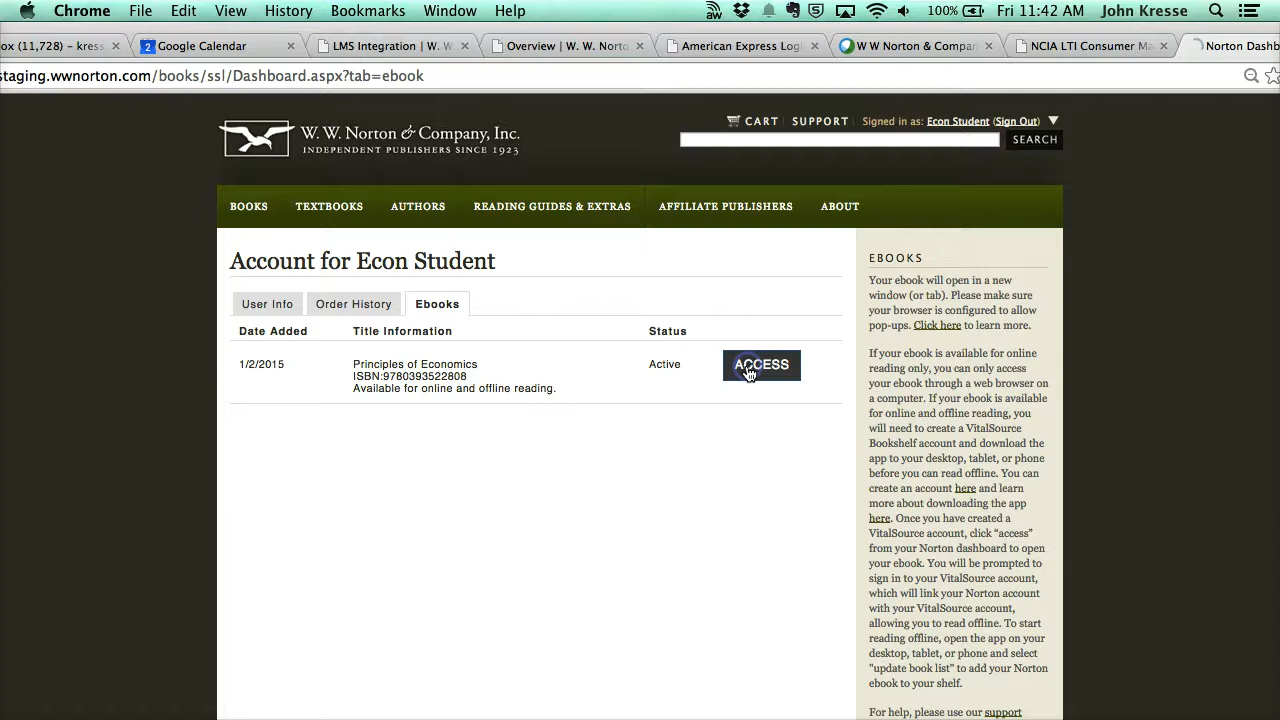 Chrome File Edit View History Bookmarks Window Help 100% Fri 11:42 AM John Kresse
ox (11,728) – kress × 2 Google Calendar × LMS Integration | W. W × Overview | W. W. Norto × American Express Logi × W W Norton & Compan × NCIA LTI Consumer Ma × Norton Dashb
staging.wwnorton.com/books/ssl/Dashboard.aspx?tab=ebook
W. W. Norton & Company, Inc.
INDEPENDENT PUBLISHERS SINCE 1923
CART | SUPPORT Signed in as: Econ Student (Sign Out)
SEARCH
BOOKS TEXTBOOKS AUTHORS READING GUIDES & EXTRAS AFFILIATE PUBLISHERS ABOUT
Account for Econ Student
User Info Order History Ebooks
Date Added Title Information Status
1/2/2015 Principles of Economics Active ACCESS
ISBN:9780393522808
Available for online and offline reading.
EBOOKS
Your ebook will open in a new
window (or tab). Please make sure
your browser is configured to allow
pop-ups. Click here to learn more.
If your ebook is available for online
reading only, you can only access
your ebook through a web browser on
a computer. If your ebook is available
for online and offline reading, you
will need to create a VitalSource
Bookshelf account and download the
app to your desktop, tablet, or phone
before you can read offline. You can
create an account here and learn
more about downloading the app
here. Once you have created a
VitalSource account, click “access”
from your Norton dashboard to open
your ebook. You will be prompted to
sign in to your VitalSource account,
which will link your Norton account
with your VitalSource account,
allowing you to read offline. To start
reading offline, open the app on your
desktop, tablet, or phone and select
"update book list" to add your Norton
ebook to your shelf.
For help, please use our support